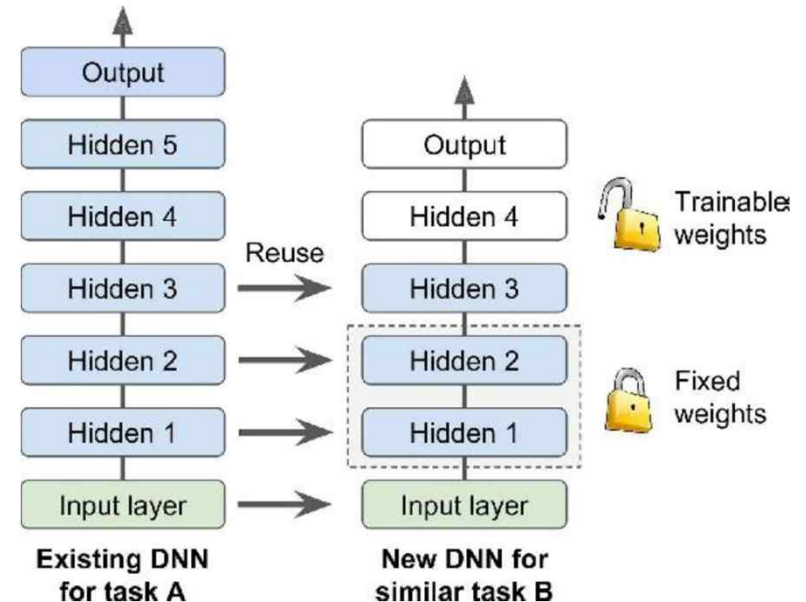 Output
Hidden 5
Hidden 4
Hidden 3
Hidden 2
Hidden 1
Input layer
Existing DNN
for task A
Reuse
Output
Hidden 4
Hidden 3
Hidden 2
Hidden 1
Input layer
New DNN for
similar task B
Trainable
weights
Fixed
weights